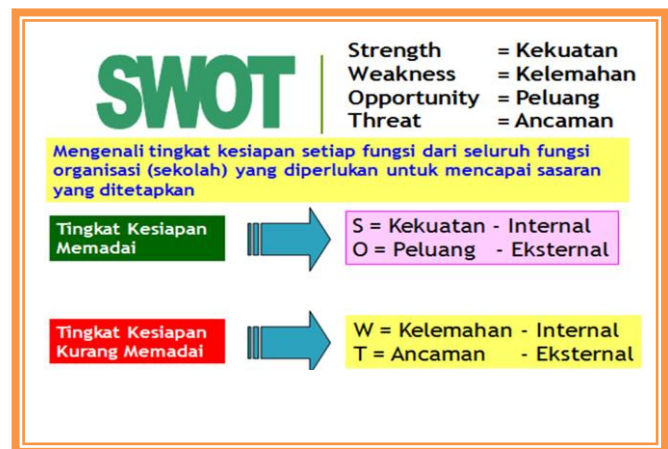 SWOT
Strength = Kekuatan
Weakness = Kelemahan
Opportunity = Peluang
Threat = Ancaman
Mengenali tingkat kesiapan setiap fungsi dari seluruh fungsi
organisasi (sekolah) yang diperlukan untuk mencapai sasaran
yang ditetapkan
Tingkat Kesiapan
Memadai
S = Kekuatan - Internal
O = Peluang - Eksternal
Tingkat Kesiapan
Kurang Memadai
W = Kelemahan - Internal
T = Ancaman - Eksternal